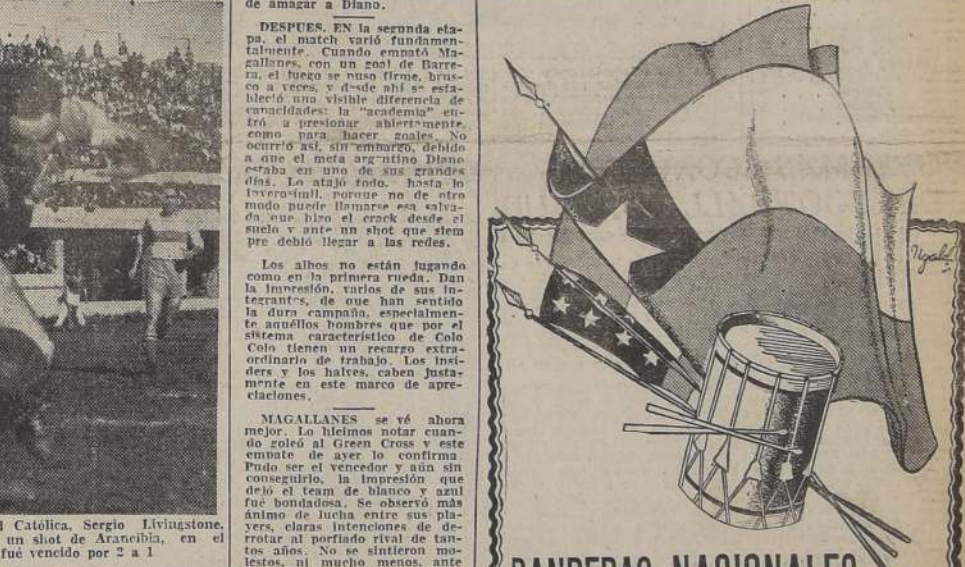 d Católica, Sergio Livingstone.
un shot de Arancibia, en el
fué vencido por 2 a 1
de amagar a Diano.
DESPUES, EN la segunda eta-
pa, el match varió fundamen-
talmente. Cuando empató Ma-
gallanes, con un goal de Barre-
ra, el juego se puso firme, brus-
co a veces, y desde ahí se esta-
bleció una visible diferencia de
capacidades: la "academia" en-
tró a presionar abiertamente,
como para hacer goales. No
ocurrió así, sin embargo, debido
a que el meta argentino Diano
estaba en uno de sus grandes
días. Lo atajó todo, hasta lo
inverosímil, porque no de otro
modo puede llamarse esa salva-
da que hizo el crack desde el
suelo y ante un shot que siem
pre debió llegar a las redes.
Los albos no están jugando
como en la primera rueda. Dan
la impresión, varios de sus in-
tegrantes, de que han sentido
la dura campaña, especialmen-
te aquéllos hombres que por el
sistema característico de Colo
Colo tienen un recargo extra-
ordinario de trabajo. Los insi-
ders y los halves, caben justa-
mente en este marco de apre-
ciaciones.
MAGALLANES se vé ahora
mejor. Lo hicimos notar cuan-
do goleó al Green Cross y este
empate de ayer lo confirma.
Pudo ser el vencedor y aún sin
conseguirlo, la impresión que
dejó el team de blanco y azul
fué bondadosa. Se observó más
ánimo de lucha entre sus pla-
yers, claras intenciones de de-
rrotar al porfiado rival de tan-
tos años. No se sintieron mo-
lestos, ni mucho menos, ante
BANDERAS NACIONALES